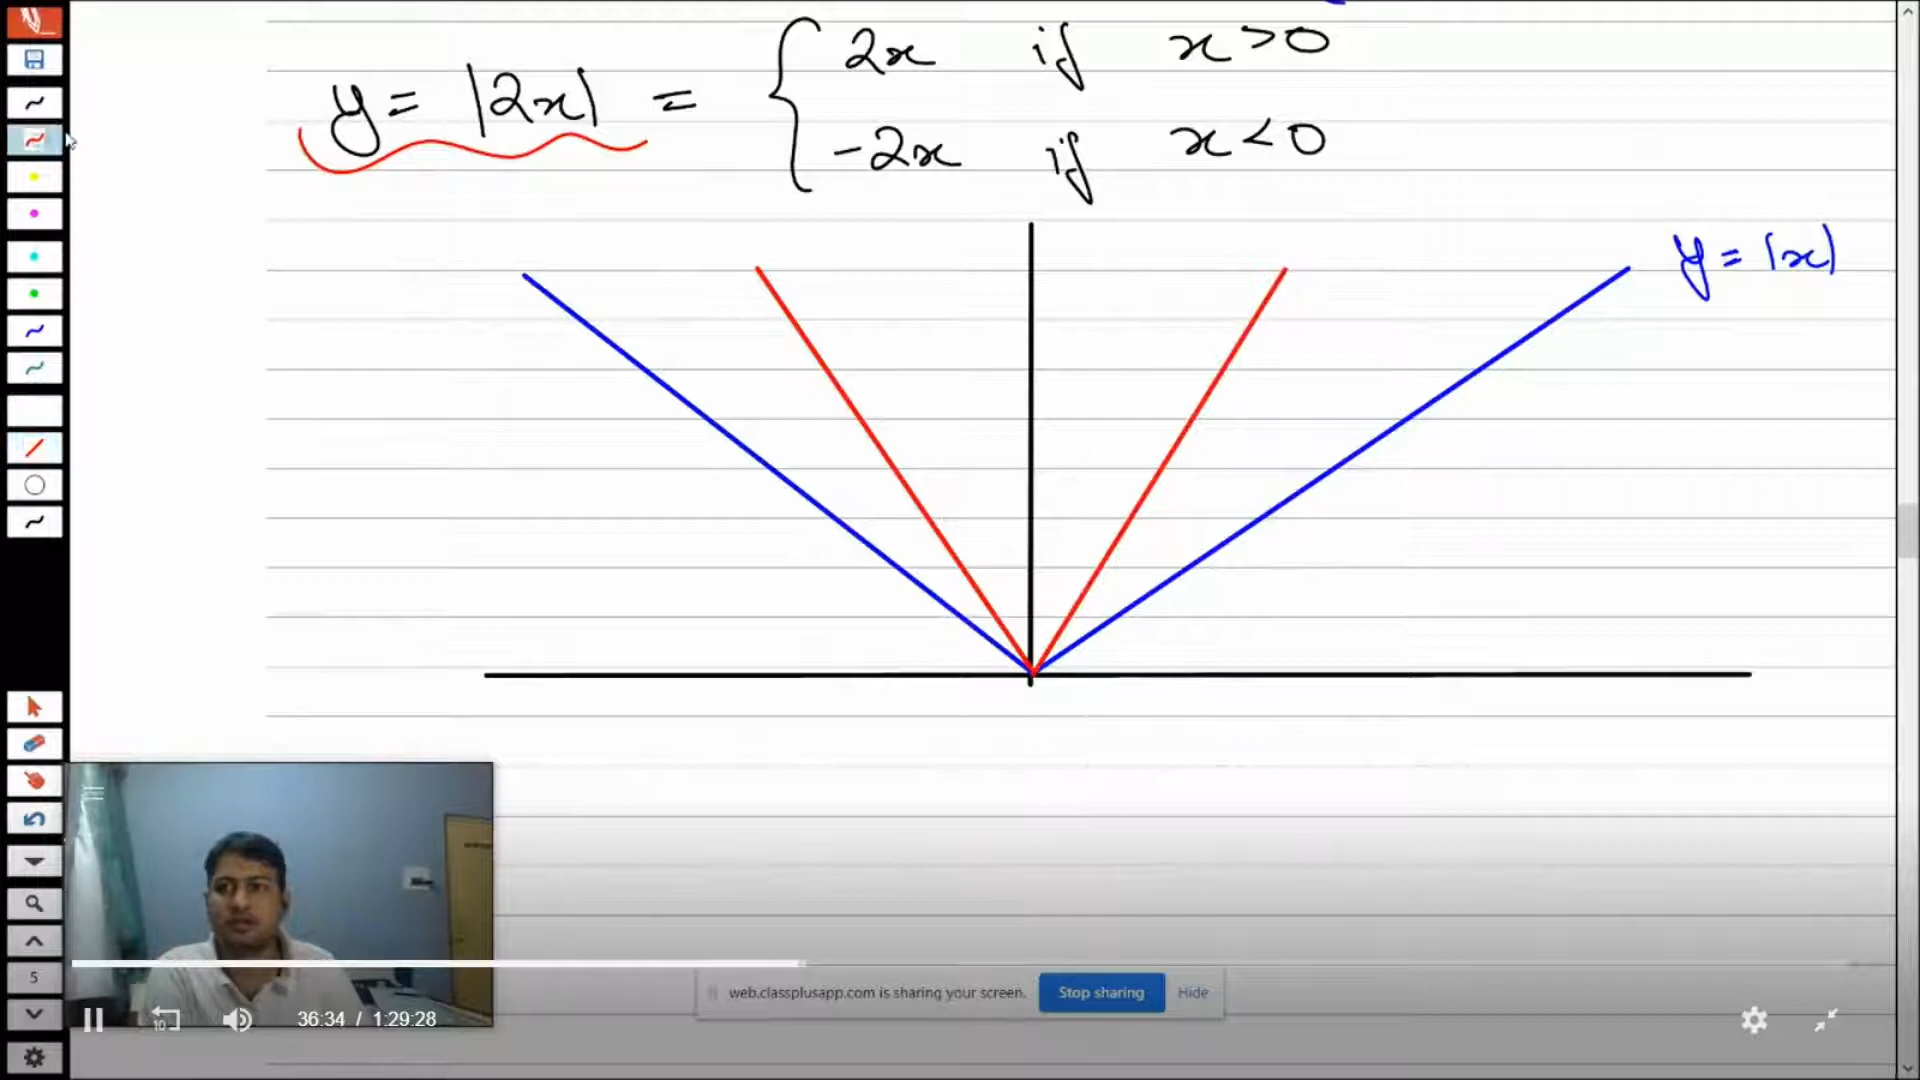 2x if x>0
y = |2x| =
-2x if x<0
y = |x|
5
web.classplusapp.com is sharing your screen. Stop sharing Hide
10
36:34 / 1:29:28